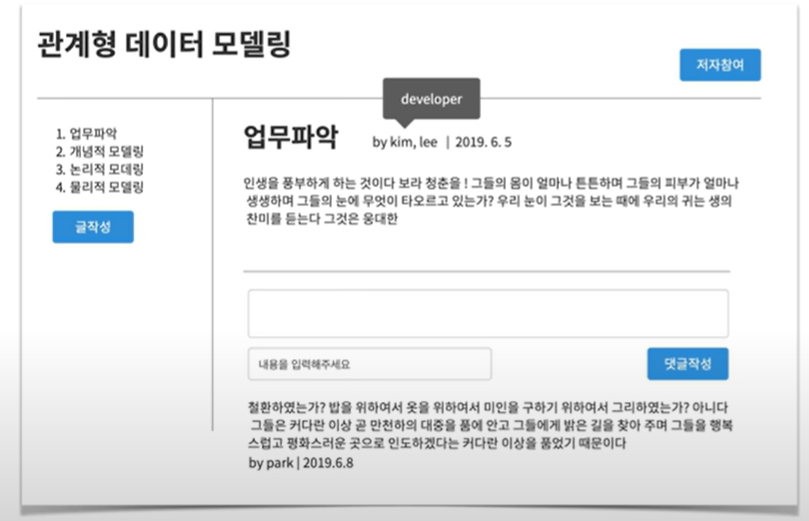 관계형 데이터 모델링
저자참여
developer
1. 업무파악
2. 개념적 모델링
3. 논리적 모데링
4. 물리적 모델링
글작성
업무파악
by kim, lee | 2019. 6. 5
인생을 풍부하게 하는 것이다 보라 청춘을 ! 그들의 몸이 얼마나 튼튼하며 그들의 피부가 얼마나
생생하며 그들의 눈에 무엇이 타오르고 있는가? 우리 눈이 그것을 보는 때에 우리의 귀는 생의
찬미를 듣는다 그것은 웅대한
내용을 입력해주세요
댓글작성
철환하였는가? 밥을 위하여서 옷을 위하여서 미인을 구하기 위하여서 그리하였는가? 아니다
그들은 커다란 이상 곧 만천하의 대중을 품에 안고 그들에게 밝은 길을 찾아 주며 그들을 행복
스럽고 평화스러운 곳으로 인도하겠다는 커다란 이상을 품었기 때문이다
by park | 2019.6.8